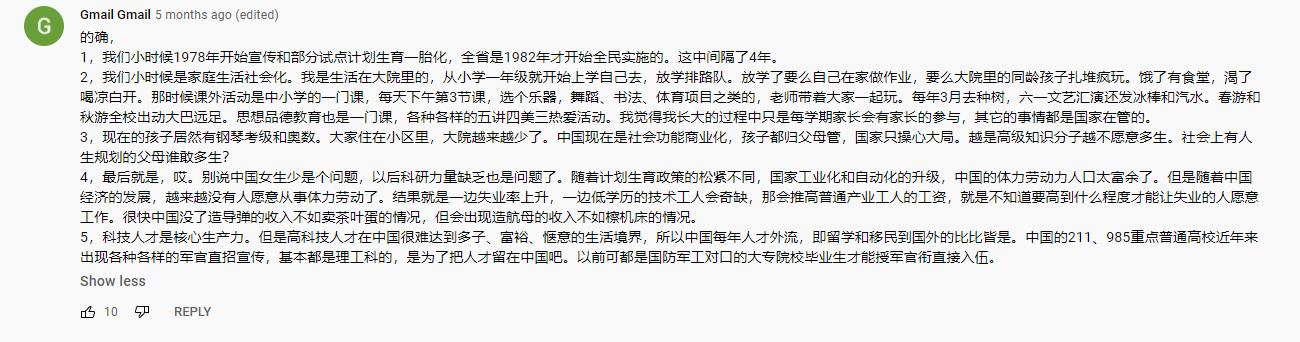 G
Gmail Gmail 5 months ago (edited)
的确，
1，我们小时候1978年开始宣传和部分试点计划生育一胎化，全省是1982年才开始全民实施的。这中间隔了4年。
2，我们小时候是家庭生活社会化。我是生活在大院里的，从小学一年级就开始上学自己去，放学排路队。放学了要么自己在家做作业，要么大院里的同龄孩子扎堆疯玩。饿了有食堂，渴了
喝凉白开。那时候课外活动是中小学的一门课，每天下午第3节课，选个乐器，舞蹈、书法、体育项目之类的，老师带着大家一起玩。每年3月去种树，六一文艺汇演还发冰棒和汽水。春游和
秋游全校出动大巴远足。思想品德教育也是一门课，各种各样的五讲四美三热爱活动。我觉得我长大的过程中只是每学期家长会有家长的参与，其它的事情都是国家在管的。
3，现在的孩子居然有钢琴考级和奥数。大家住在小区里，大院越来越少了。中国现在是社会功能商业化，孩子都归父母管，国家只操心大局。越是高级知识分子越不愿意多生。社会上有人
生规划的父母谁敢多生？
4，最后就是，哎。别说中国女生少是个问题，以后科研力量缺乏也是问题了。随着计划生育政策的松紧不同，国家工业化和自动化的升级，中国的体力劳动力人口太富余了。但是随着中国
经济的发展，越来越没有人愿意从事体力劳动了。结果就是一边失业率上升，一边低学历的技术工人会奇缺，那会推高普通产业工人的工资，就是不知道要高到什么程度才能让失业的人愿意
工作。很快中国没了造导弹的收入不如卖茶叶蛋的情况，但会出现造航母的收入不如檫机床的情况。
5，科技人才是核心生产力。但是高科技人才在中国很难达到多子、富裕、惬意的生活境界，所以中国每年人才外流，即留学和移民到国外的比比皆是。中国的211、985重点普通高校近年来
出现各种各样的军官直招宣传，基本都是理工科的，是为了把人才留在中国吧。以前可都是国防军工对口的大专院校毕业生才能授军官衔直接入伍。
Show less
10 REPLY